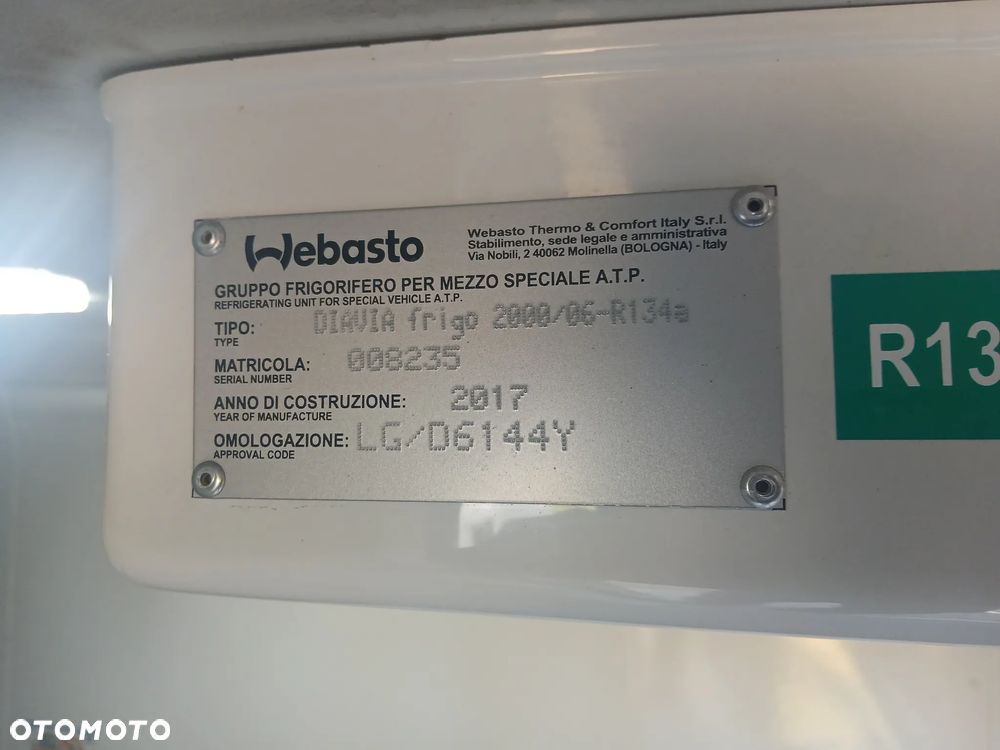 Webasto
Webasto Thermo & Comfort Italy S.r.l.
Stabilimento, sede legale e amministrativa
Via Nobili, 2 40062 Molinella (BOLOGNA) - Italy
GRUPPO FRIGORIFERO PER MEZZO SPECIALE A.T.P.
REFRIGERATING UNIT FOR SPECIAL VEHICLE A.T.P.
TIPO: DIAVIA frigo 2000/06-R134a
TYPE
MATRICOLA: 008235
SERIAL NUMBER
ANNO DI COSTRUZIONE: 2017
YEAR OF MANUFACTURE
OMOLOGAZIONE: LG/D6144Y
APPROVAL CODE
R13
OTOMOTO